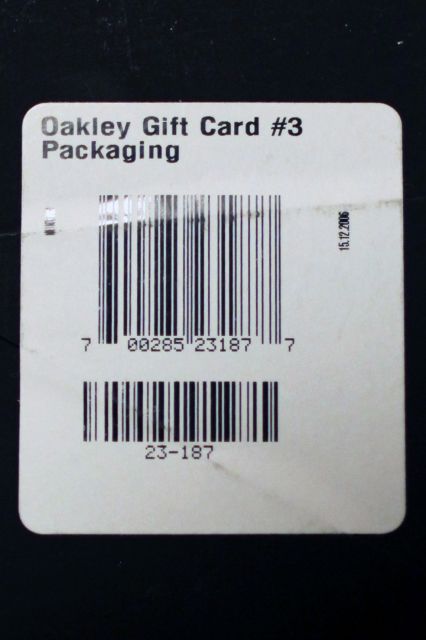 Oakley Gift Card #3
Packaging
15.12.2006
7 00285 23187 7
23-187